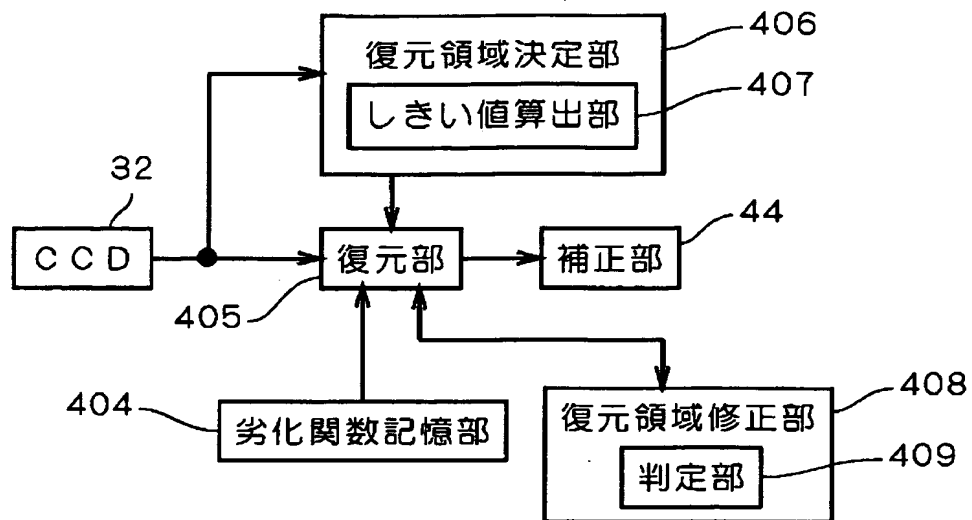 406
復元領域決定部
407
しきい値算出部
32
44
CCD
復元部
補正部
405
404
劣化関数記憶部
408
復元領域修正部
409
判定部